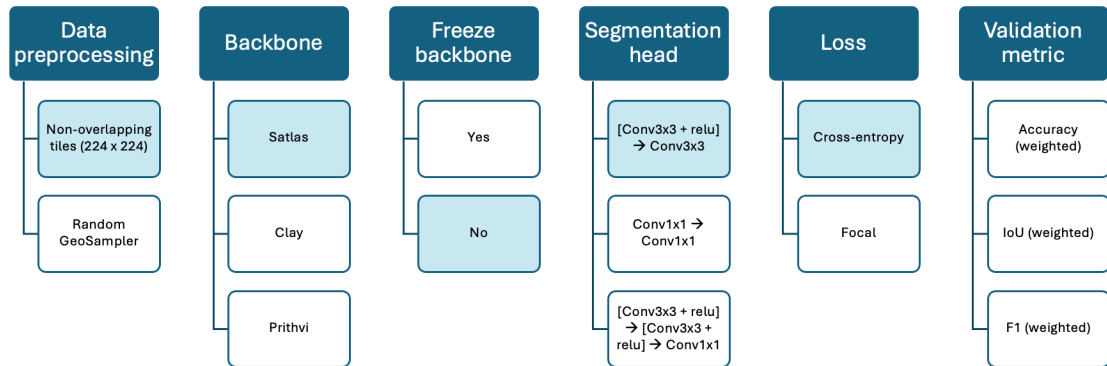 Data
preprocessing
Non-overlapping
tiles (224 x 224)
Random
GeoSampler
Backbone
Satlas
Clay
Prithvi
Freeze
backbone
Yes
No
Segmentation
head
[Conv3x3 + relu]
→ Conv3x3
Conv1x1 →
Conv1x1
[Conv3x3 + relu]
→ [Conv3x3 +
relu] → Conv1x1
Loss
Cross-entropy
Focal
Validation
metric
Accuracy
(weighted)
IoU (weighted)
F1 (weighted)